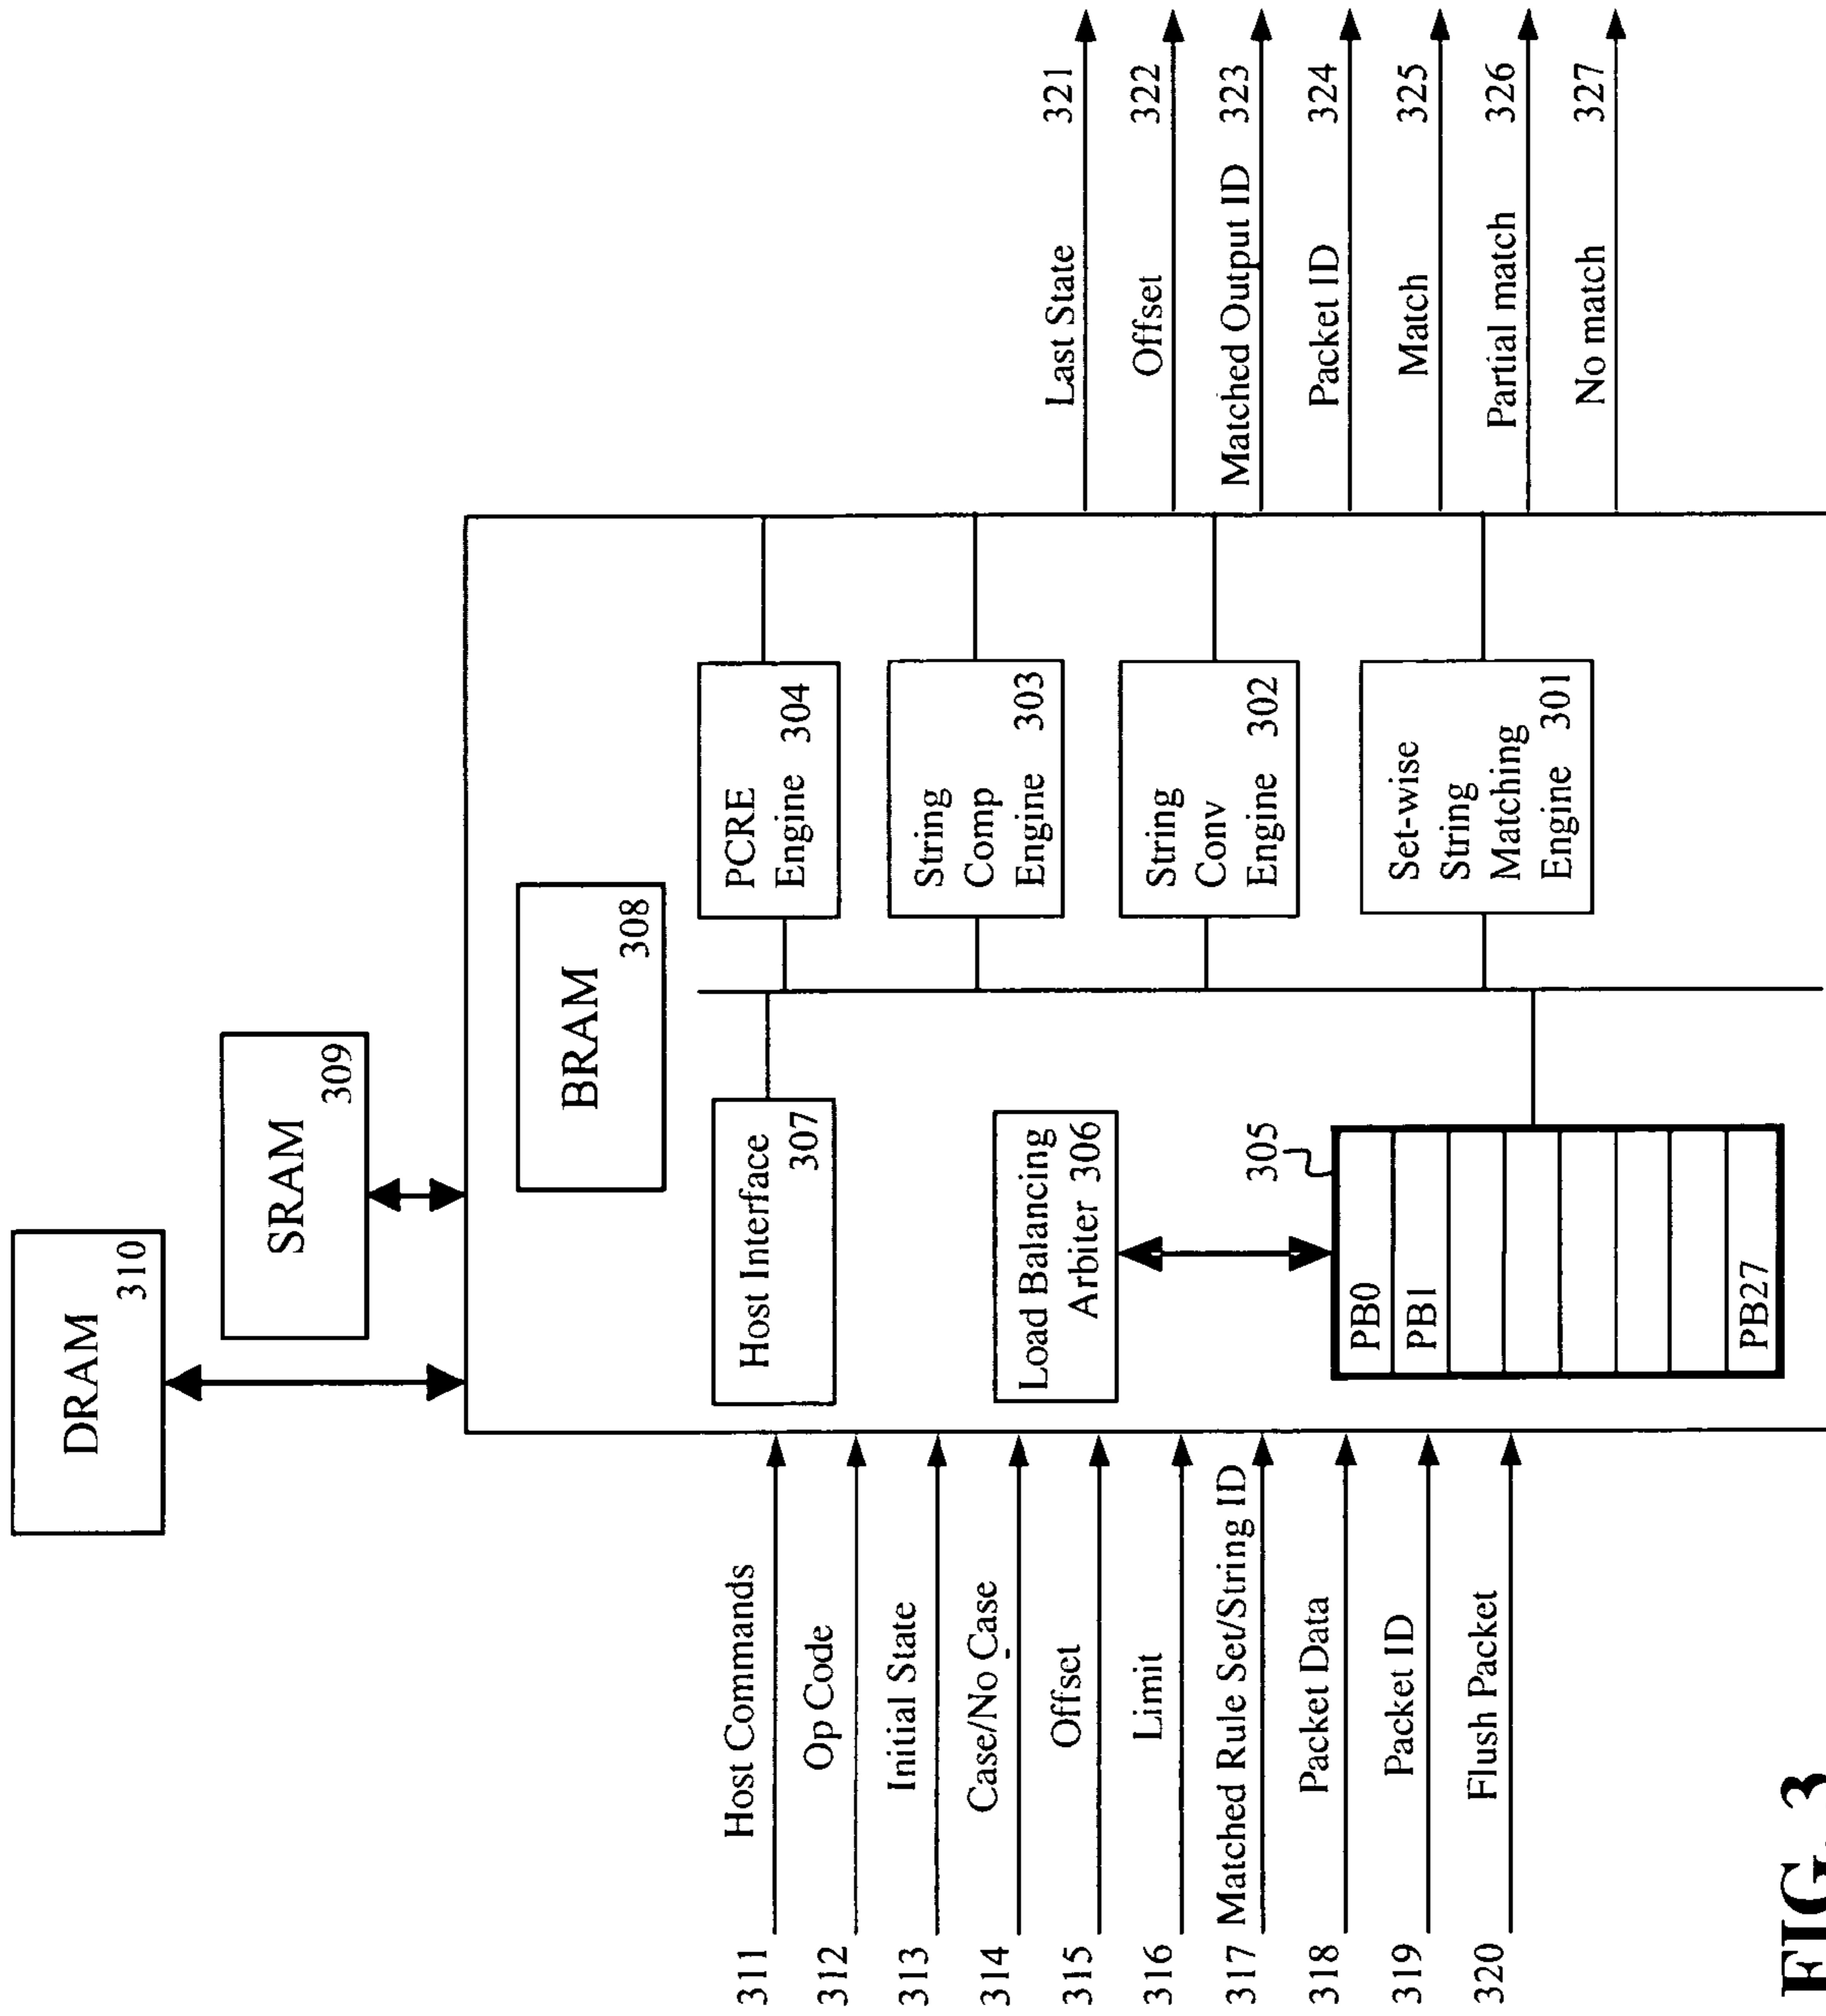 DRAM
310
SRAM
309
BRAM
308
Host Interface
307
Load Balancing
Arbiter 306
305
PB0
PB1
PB27
PCRE
Engine 304
String
Comp
Engine 303
String
Conv
Engine 302
Set-wise
String
Matching
Engine 301
311 Host Commands
312 Op Code
313 Initial State
314 Case/No Case
315 Offset
316 Limit
317 Matched Rule Set/String ID
318 Packet Data
319 Packet ID
320 Flush Packet
Last State 321
Offset 322
Matched Output ID 323
Packet ID 324
Match 325
Partial match 326
No match 327
FIG. 3